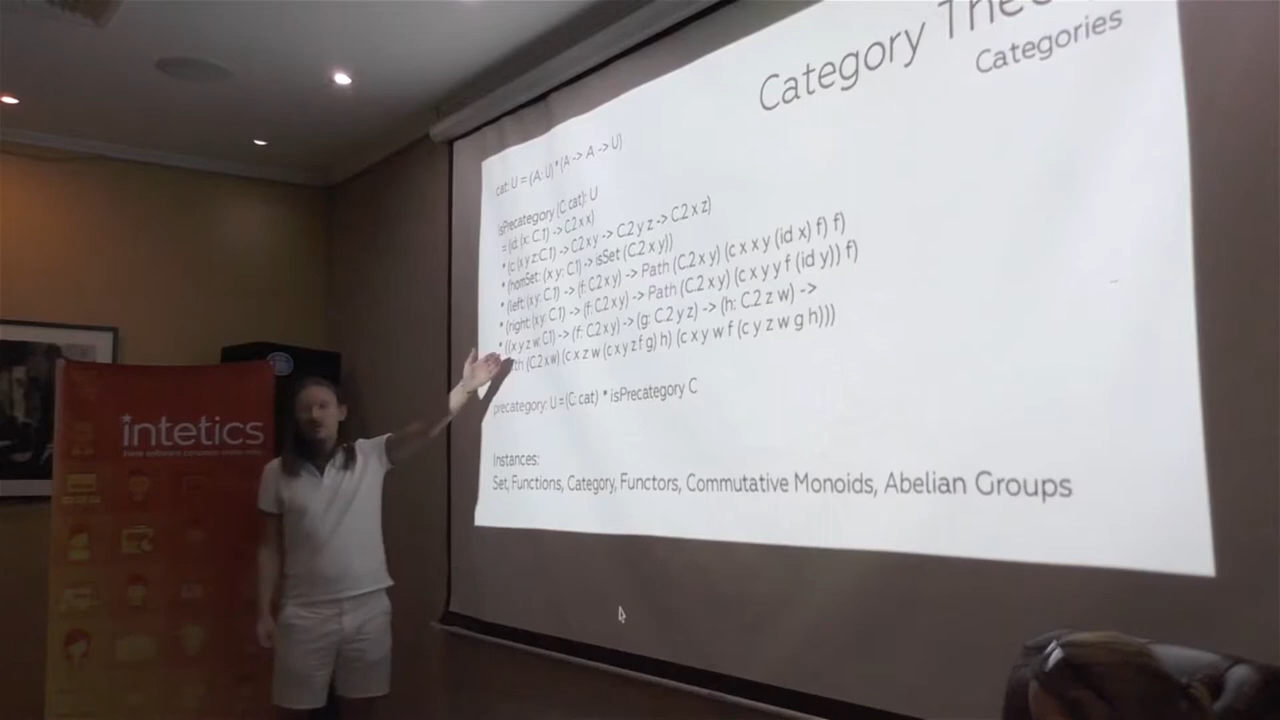 Category
Categories
cat: U = (A: U) * (A -> A -> U)
isPrecategory (C: cat): U
= (id: (x: C.1) -> C.2 x x)
* (c: (x y z: C.1) -> C.2 x y -> C.2 y z -> C.2 x z)
* (homSet: (x y: C.1) -> isSet (C.2 x y))
* (left: (x y: C.1) -> (f: C.2 x y) -> Path (C.2 x y) (c x x y (id x) f) f)
* (right: (x y: C.1) -> (f: C.2 x y) -> Path (C.2 x y) (c x y y f (id y)) f)
* ((x y z w: C.1) -> (f: C.2 x y) -> (g: C.2 y z) -> (h: C.2 z w) ->
(C.2 x w) (c x z w (c x y z f g) h) (c x y w f (c y z w g h)))
precategory: U = (C: cat) * isPrecategory C
Instances:
Set, Functions, Category, Functors, Commutative Monoids, Abelian Groups
intetics